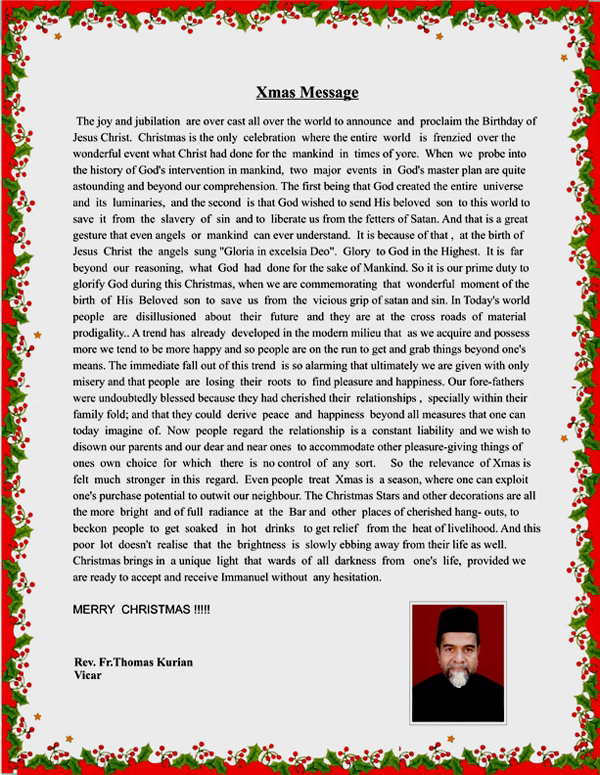 Xmas Message
The joy and jubilation are over cast all over the world to announce and proclaim the Birthday of
Jesus Christ. Christmas is the only celebration where the entire world is frenzied over the
wonderful event what Christ had done for the mankind in times of yore. When we probe into
the history of God's intervention in mankind, two major events in God's master plan are quite
astounding and beyond our comprehension. The first being that God created the entire universe
and its luminaries, and the second is that God wished to send His beloved son to this world to
save it from the slavery of sin and to liberate us from the fetters of Satan. And that is a great
gesture that even angels or mankind can ever understand. It is because of that , at the birth of
Jesus Christ the angels sung "Gloria in excelsia Deo". Glory to God in the Highest. It is far
beyond our reasoning, what God had done for the sake of Mankind. So it is our prime duty to
glorify God during this Christmas, when we are commemorating that wonderful moment of the
birth of His Beloved son to save us from the vicious grip of satan and sin. In Today's world
people are disillusioned about their future and they are at the cross roads of material
prodigality.. A trend has already developed in the modern milieu that as we acquire and possess
more we tend to be more happy and so people are on the run to get and grab things beyond one's
means. The immediate fall out of this trend is so alarming that ultimately we are given with only
misery and that people are losing their roots to find pleasure and happiness. Our fore-fathers
were undoubtedly blessed because they had cherished their relationships , specially within their
family fold; and that they could derive peace and happiness beyond all measures that one can
today imagine of. Now people regard the relationship is a constant liability and we wish to
disown our parents and our dear and near ones to accommodate other pleasure-giving things of
ones own choice for which there is no control of any sort. So the relevance of Xmas is
felt much stronger in this regard. Even people treat Xmas is a season, where one can exploit
one's purchase potential to outwit our neighbour. The Christmas Stars and other decorations are all
the more bright and of full radiance at the Bar and other places of cherished hang- outs, to
beckon people to get soaked in hot drinks to get relief from the heat of livelihood. And this
poor lot doesn't realise that the brightness is slowly ebbing away from their life as well.
Christmas brings in a unique light that wards of all darkness from one's life, provided we
are ready to accept and receive Immanuel without any hesitation.
MERRY CHRISTMAS !!!!!
Rev. Fr.Thomas Kurian
Vicar